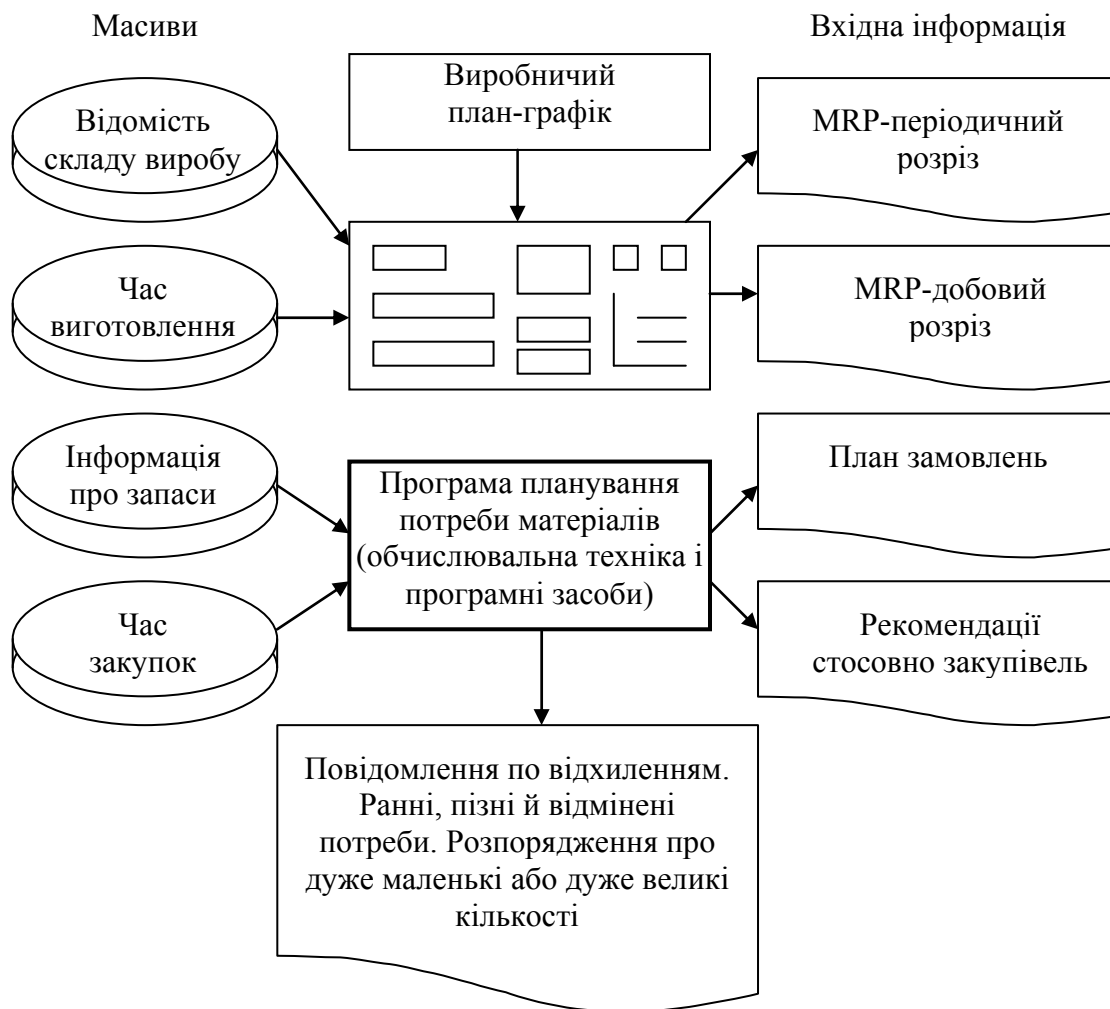 Масиви
Вхідна інформація
Виробничий
план-графік
Відомість
складу виробу
MRP-періодичний
розріз
Час
виготовлення
MRP-добовий
розріз
Інформація
про запаси
Програма планування
потреби матеріалів
(обчислювальна техніка і
програмні засоби)
План замовлень
Час
закупок
Рекомендації
стосовно закупівель
Повідомлення по відхиленням.
Ранні, пізні й відмінені
потреби. Розпорядження про
дуже маленькі або дуже великі
кількості